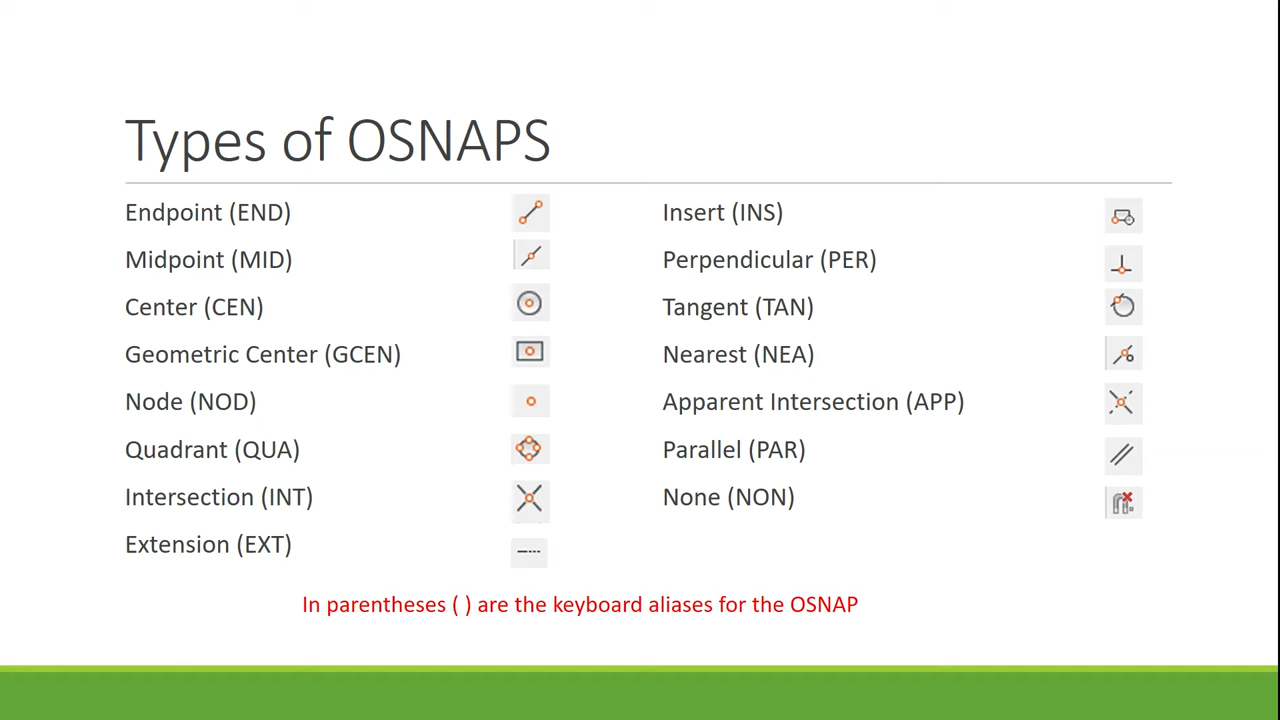 Types of OSNAPS
Endpoint (END)
Midpoint (MID)
Center (CEN)
Geometric Center (GCEN)
Node (NOD)
Quadrant (QUA)
Intersection (INT)
Extension (EXT)
Insert (INS)
Perpendicular (PER)
Tangent (TAN)
Nearest (NEA)
Apparent Intersection (APP)
Parallel (PAR)
None (NON)
In parentheses ( ) are the keyboard aliases for the OSNAP